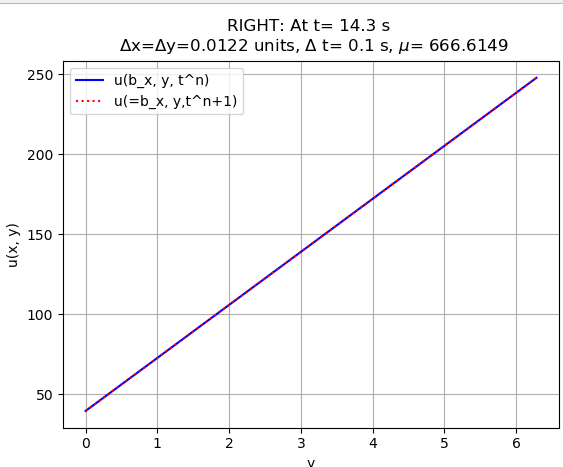 RIGHT: At t= 14.3 s
Δx=Δy=0.0122 units, Δ t= 0.1 s, μ= 666.6149
u(b_x, y, t^n)
u(=b_x, y,t^n+1)
250
200
150
100
50
u(x, y)
0 1 2 3 4 5 6
y